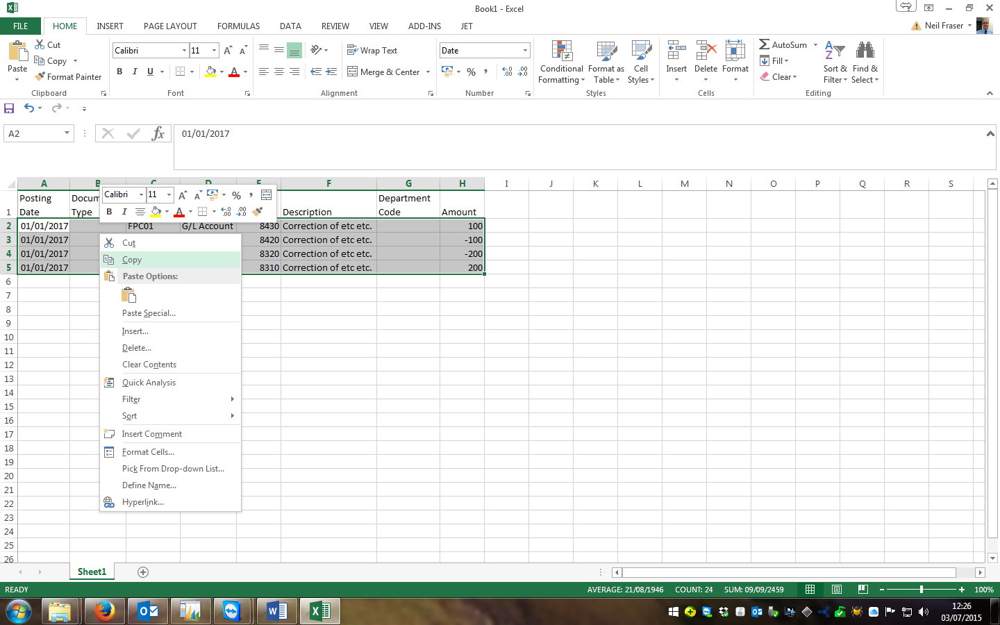 Book1 - Excel
FILE HOME INSERT PAGE LAYOUT FORMULAS DATA REVIEW VIEW ADD-INS JET Neil Fraser
Cut
Copy
Format Painter
Paste
Clipboard
Calibri 11
B I U
Font
Wrap Text
Merge & Center
Alignment
Date
%
Number
Conditional Formatting
Format as Table
Cell Styles
Styles
Insert Delete Format
Cells
AutoSum
Fill
Clear
Sort & Filter
Find & Select
Editing
A2 fx 01/01/2017
A B C D E F G H I J K L M N O P Q R S
Calibri 11 A A %
B I A
1 Posting Date Docum Type Description Department Code Amount
2 01/01/2017 FPC01 G/L Account 8430 Correction of etc etc. 100
3 01/01/2017 8420 Correction of etc etc. -100
4 01/01/2017 8320 Correction of etc etc. -200
5 01/01/2017 8310 Correction of etc etc. 200
6
7
8
9
10
11
12
13
14
15
16
17
18
19
20
21
22
23
24
25
26
Cut
Copy
Paste Options:
Paste Special...
Insert...
Delete...
Clear Contents
Quick Analysis
Filter
Sort
Insert Comment
Format Cells...
Pick From Drop-down List...
Define Name...
Hyperlink...
Sheet1
READY AVERAGE: 21/08/1946 COUNT: 24 SUM: 09/09/2459 100%
12:26
03/07/2015